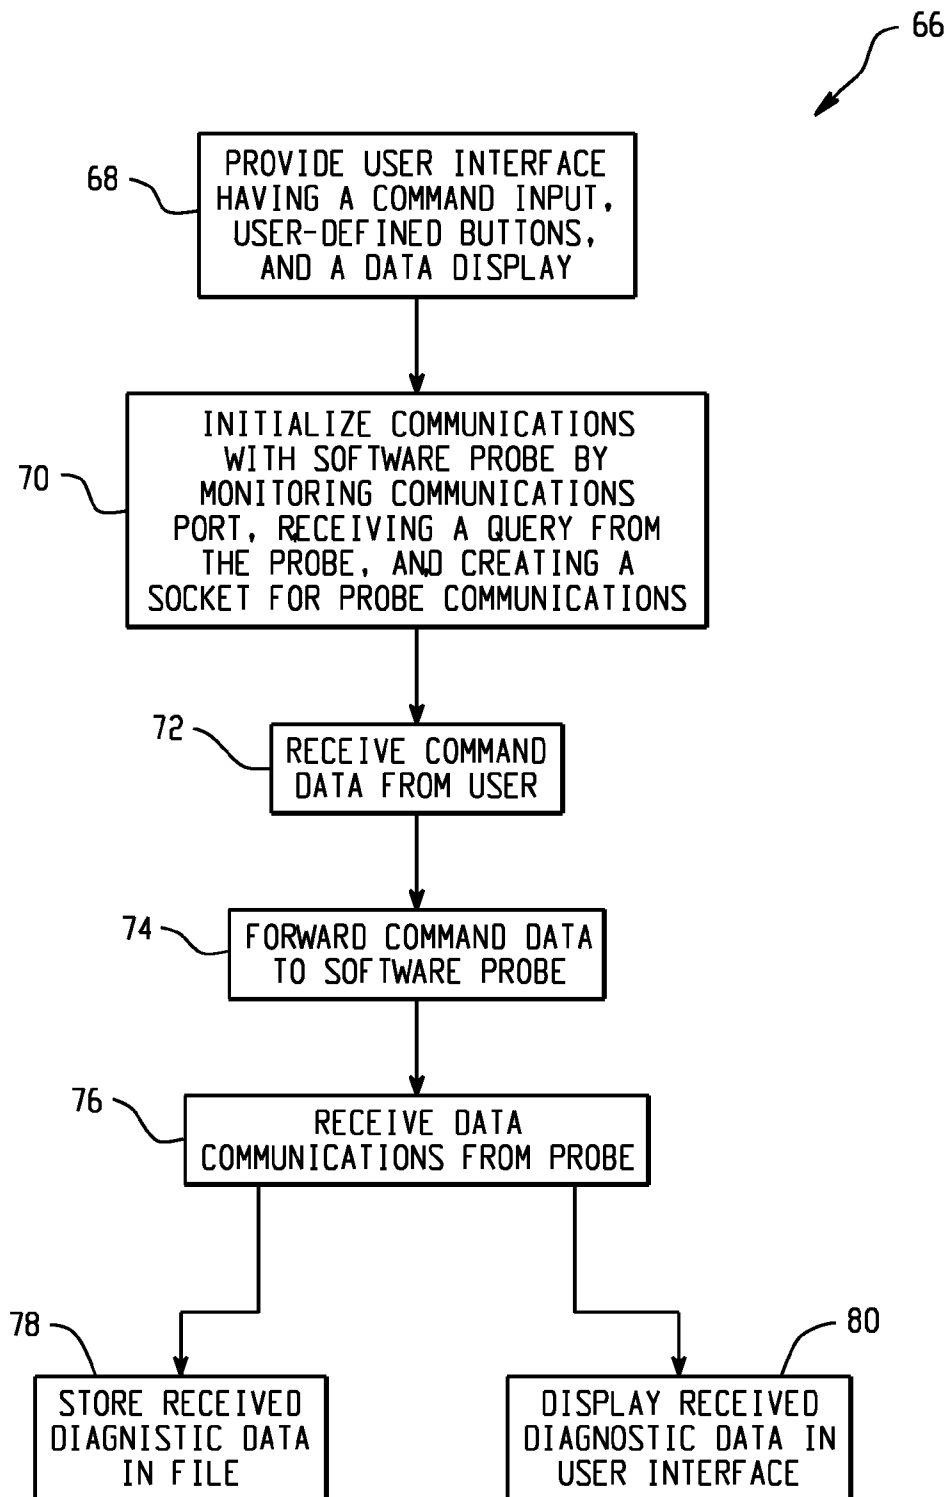 66
68
PROVIDE USER INTERFACE
HAVING A COMMAND INPUT,
USER-DEFINED BUTTONS,
AND A DATA DISPLAY
70
INITIALIZE COMMUNICATIONS
WITH SOFTWARE PROBE BY
MONITORING COMMUNICATIONS
PORT, RECEIVING A QUERY FROM
THE PROBE, AND CREATING A
SOCKET FOR PROBE COMMUNICATIONS
72
RECEIVE COMMAND
DATA FROM USER
74
FORWARD COMMAND DATA
TO SOFTWARE PROBE
76
RECEIVE DATA
COMMUNICATIONS FROM PROBE
78
STORE RECEIVED
DIAGNISTIC DATA
IN FILE
80
DISPLAY RECEIVED
DIAGNOSTIC DATA IN
USER INTERFACE